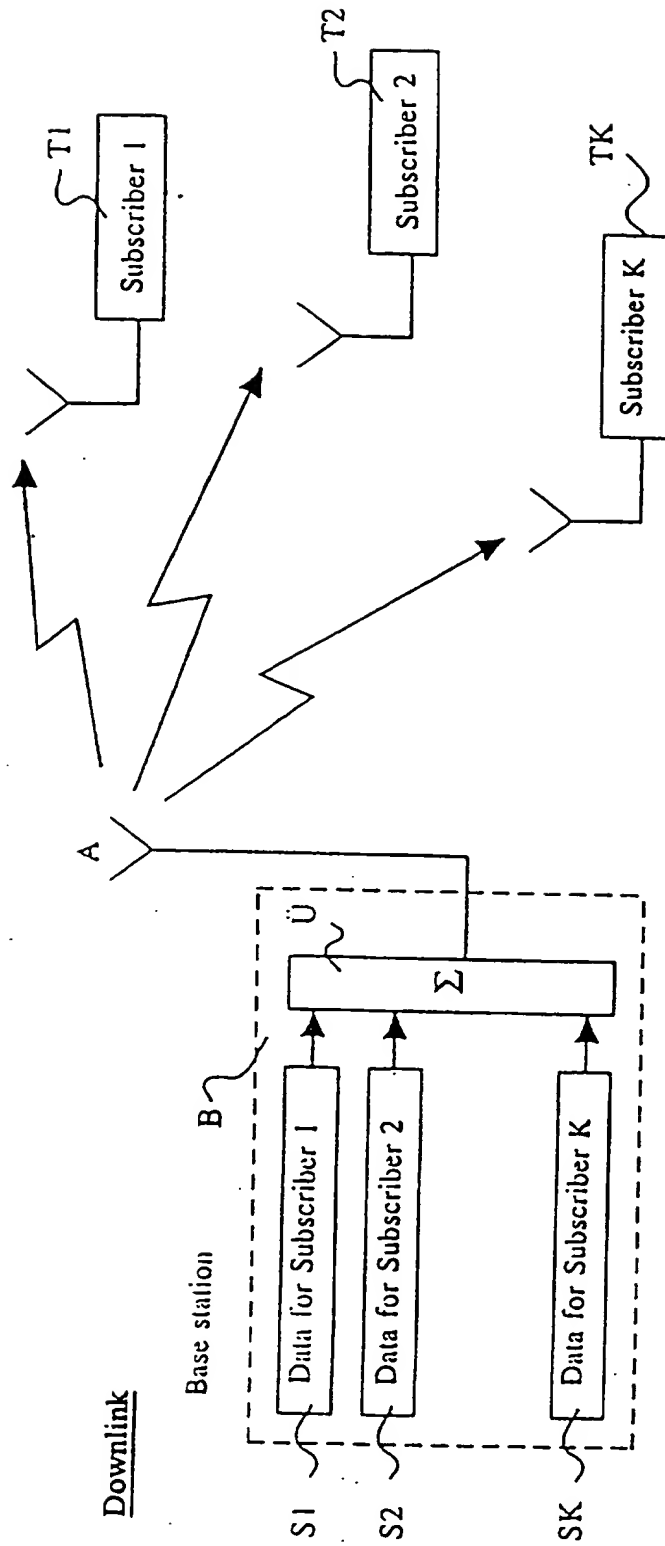 Downlink
Base station
B
S1
Data for Subscriber 1
S2
Data for Subscriber 2
SK
Data for Subscriber K
Ü
Σ
A
T1
Subscriber 1
T2
Subscriber 2
TK
Subscriber K